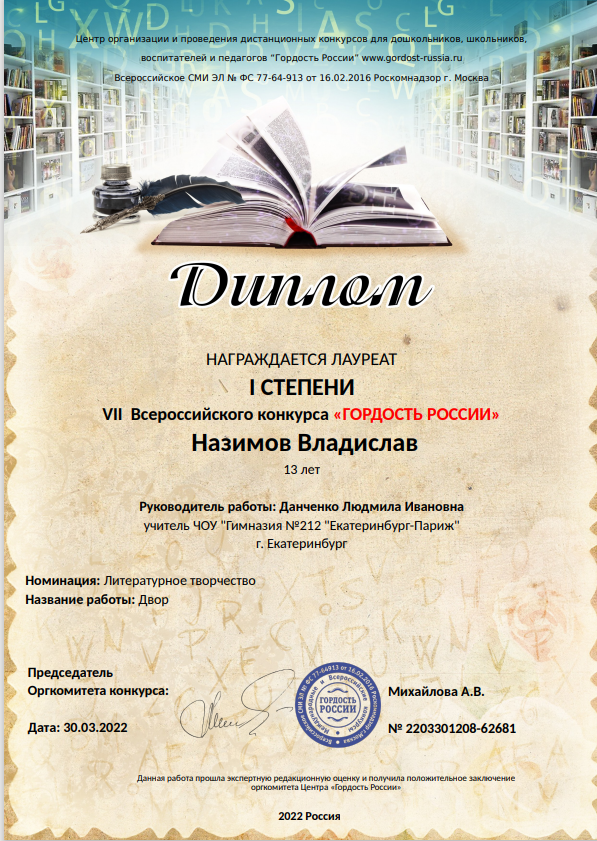 Центр организации и проведения дистанционных конкурсов для дошкольников, школьников,
воспитателей и педагогов “Гордость России” www.gordost-russia.ru
Всероссийское СМИ ЭЛ № ФС 77-64-913 от 16.02.2016 Роскомнадзор г. Москва
Диплом
НАГРАЖДАЕТСЯ ЛАУРЕАТ
I СТЕПЕНИ
VII Всероссийского конкурса «ГОРДОСТЬ РОССИИ»
Назимов Владислав
13 лет
Руководитель работы: Данченко Людмила Ивановна
учитель ЧОУ "Гимназия №212 "Екатеринбург-Париж"
г. Екатеринбург
Номинация: Литературное творчество
Название работы: Двор
Председатель
Оргкомитета конкурса:
Михайлова А.В.
Всероссийское СМИ ЭЛ № ФС 77-64913 от 16.02.2016 Роскомнадзор г. Москва
Международные и Всероссийские конкурсы
ГОРДОСТЬ
РОССИИ
Дата: 30.03.2022
№ 2203301208-62681
Данная работа прошла экспертную редакционную оценку и получила положительное заключение
оргкомитета Центра «Гордость России»
2022 Россия